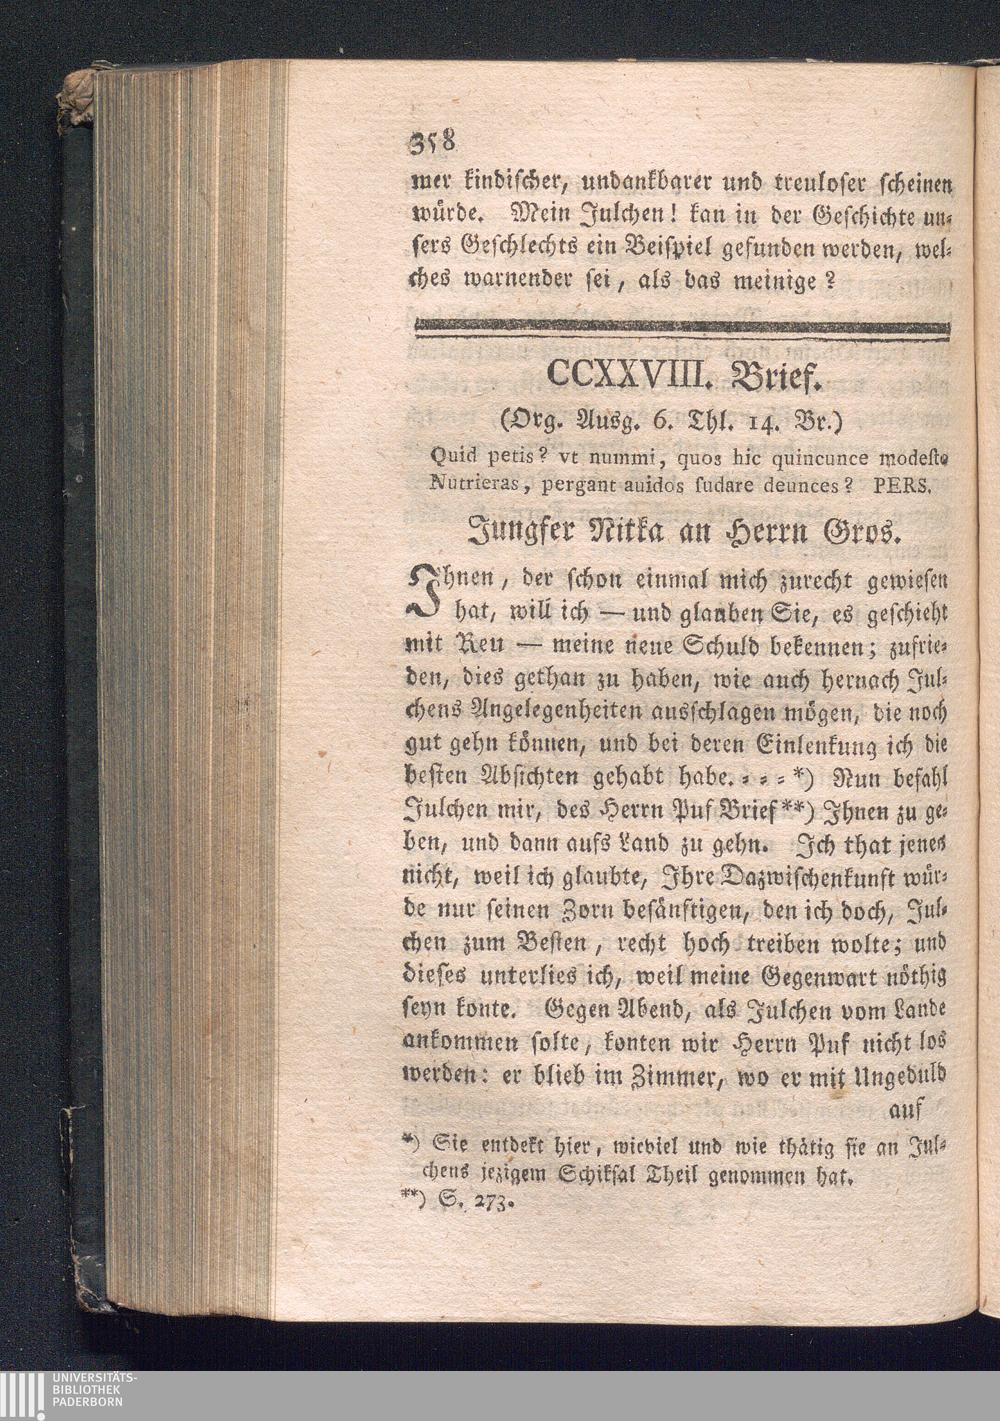 358
mer kindischer, undankbarer und treuloser scheinen
würde. Mein Julchen! kan in der Geschichte un-
sers Geschlechts ein Beispiel gefunden werden, wel-
ches warnender sei, als das meinige?
CCXXVIII. Brief.
(Org. Ausg. 6. Thl. 14. Br.)
Quid petis? vt nummi, quos hic quincunce modesto
Nutrieras, pergant auidos sudare deunces? PERS.
Jungfer Nitka an Herrn Gros.
Ihnen, der schon einmal mich zurecht gewiesen
hat, will ich — und glauben Sie, es geschieht
mit Reu — meine neue Schuld bekennen; zufrie-
den, dies gethan zu haben, wie auch hernach Jul-
chens Angelegenheiten ausschlagen mögen, die noch
gut gehn können, und bei deren Einlenkung ich die
besten Absichten gehabt habe. - - - *) Nun befahl
Julchen mir, des Herrn Puf Brief **) Ihnen zu ge-
ben, und dann aufs Land zu gehn. Ich that jenes
nicht, weil ich glaubte, Ihre Dazwischenkunft wür-
de nur seinen Zorn besänftigen, den ich doch, Jul-
chen zum Besten, recht hoch treiben wolte; und
dieses unterlies ich, weil meine Gegenwart nöthig
seyn konte. Gegen Abend, als Julchen vom Lande
ankommen solte, konten wir Herrn Puf nicht los
werden: er blieb im Zimmer, wo er mit Ungeduld
auf
*) Sie entdekt hier, wieviel und wie thätig sie an Jul-
chens jezigem Schiksal Theil genommen hat.
**) S. 273.
UNIVERSITÄTS-
BIBLIOTHEK
PADERBORN